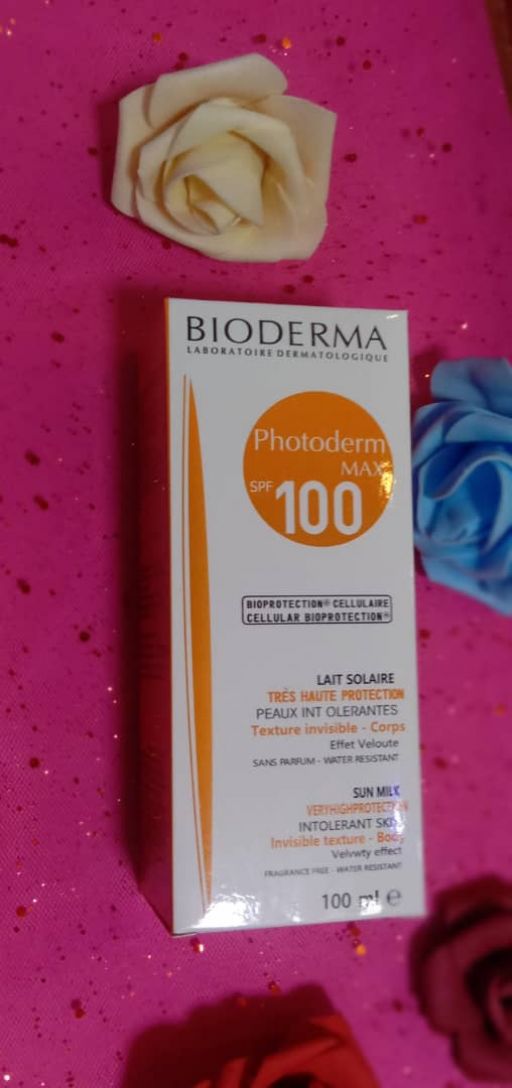 BIODERMA
LABORATOIRE DERMATOLOGIQUE
Photoderm
MAX
SPF 100
BIOPROTECTION® CELLULAIRE
CELLULAR BIOPROTECTION®
LAIT SOLAIRE
TRÈS HAUTE PROTECTION
PEAUX INT OLERANTES
Texture invisible - Corps
Effet Veloute
SANS PARFUM - WATER RESISTANT
SUN MILK
VERYHIGHPROTECTION
INTOLERANT SKIN
Invisible texture - Body
Velvwty effect
FRAGRANCE FREE - WATER RESISTANT
100 ml e